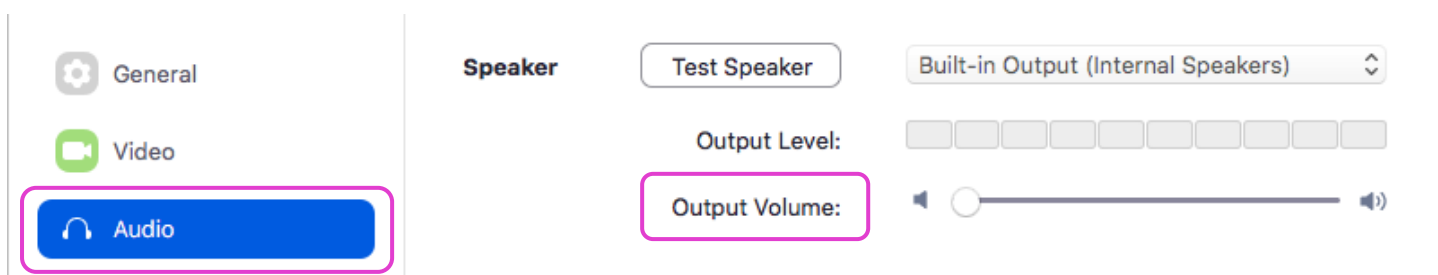 General
Video
Audio
Speaker
Test Speaker
Built-in Output (Internal Speakers)
Output Level:
Output Volume: